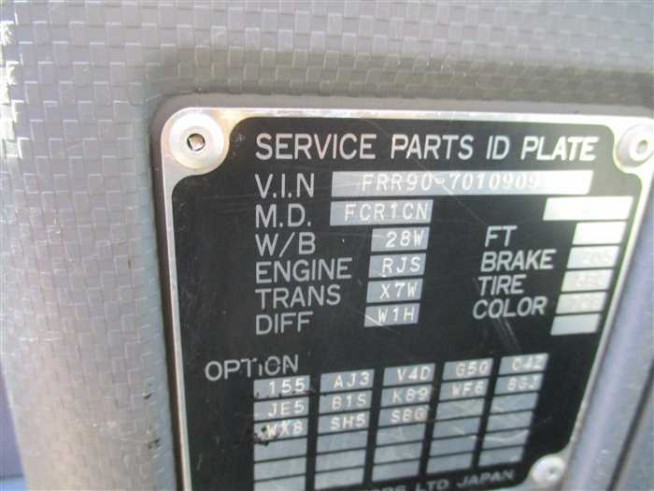 SERVICE PARTS ID PLATE
V.I.N FRR90-7010909
M.D. FCR1CN
W/B 28W FT
ENGINE RJS BRAKE
TRANS X7W TIRE
DIFF W1H COLOR
OPTION
155 AJ3 V4D G50 C4Z
JE5 B1S K89 WF6 8GJ
WX8 SH5 SBG
LTD JAPAN